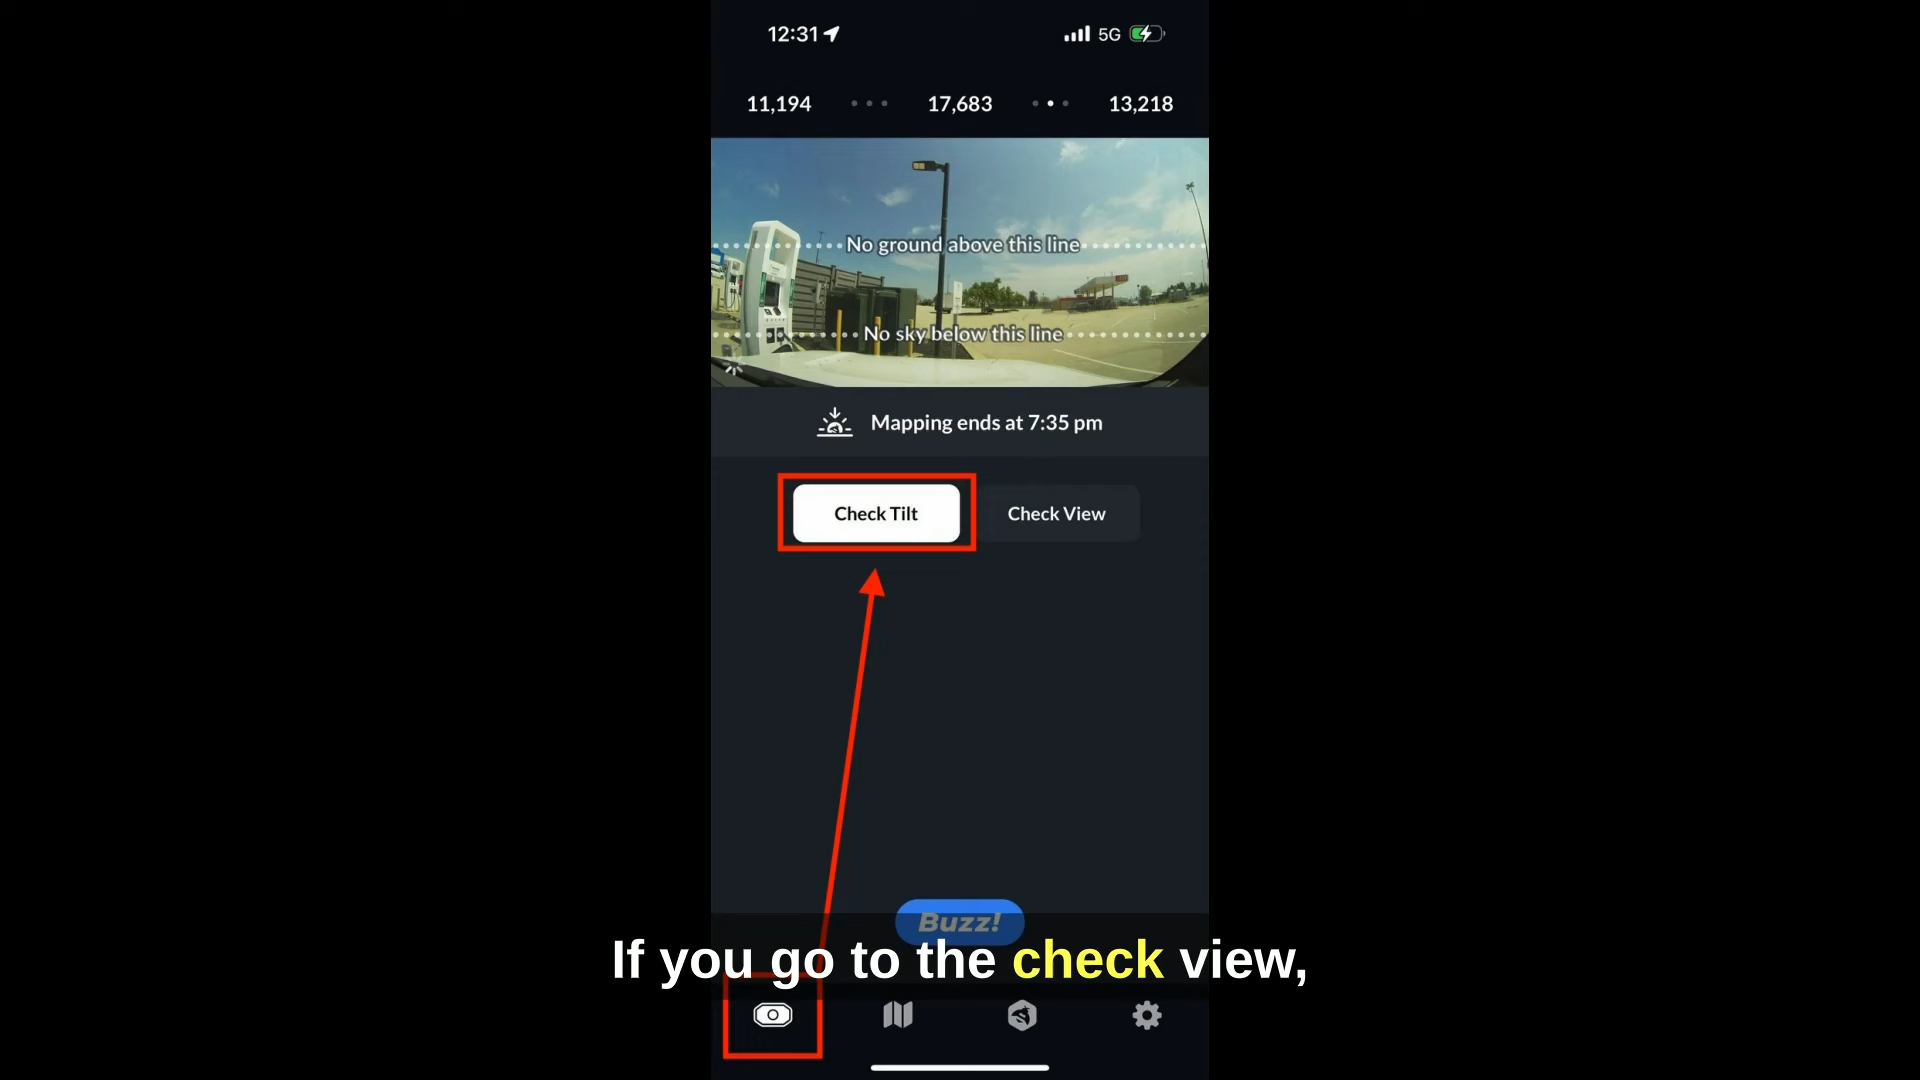 12:31
5G
11,194 17,683 13,218
No ground above this line
No sky below this line
Mapping ends at 7:35 pm
Check Tilt
Check View
Buzz!
If you go to the check view,